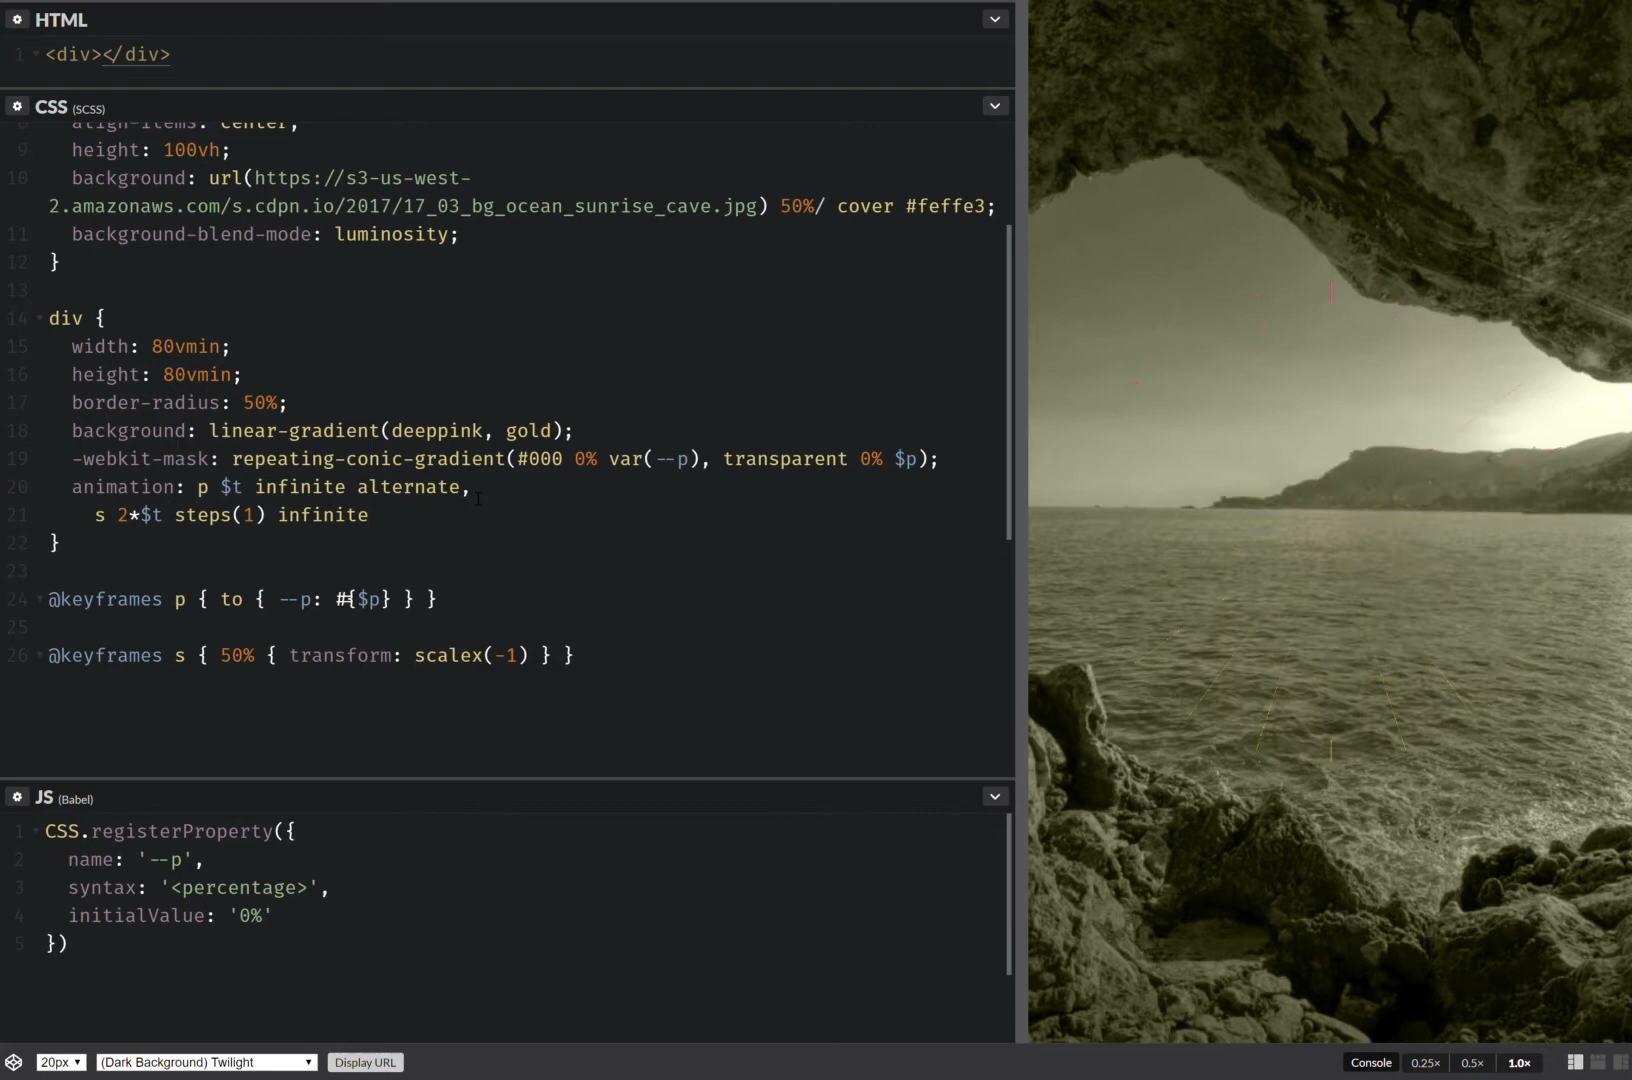 HTML
1 <div></div>
CSS (SCSS)
8 align-items: center;
9 height: 100vh;
10 background: url(https://s3-us-west-
2.amazonaws.com/s.cdpn.io/2017/17_03_bg_ocean_sunrise_cave.jpg) 50%/ cover #feffe3;
11 background-blend-mode: luminosity;
12 }
13
14 div {
15 width: 80vmin;
16 height: 80vmin;
17 border-radius: 50%;
18 background: linear-gradient(deeppink, gold);
19 -webkit-mask: repeating-conic-gradient(#000 0% var(--p), transparent 0% $p);
20 animation: p $t infinite alternate,
21 s 2*$t steps(1) infinite
22 }
23
24 @keyframes p { to { --p: #{$p} } }
25
26 @keyframes s { 50% { transform: scalex(-1) } }
JS (Babel)
1 CSS.registerProperty({
2 name: '--p',
3 syntax: '<percentage>',
4 initialValue: '0%'
5 })
20px (Dark Background) Twilight Display URL Console 0.25× 0.5× 1.0×